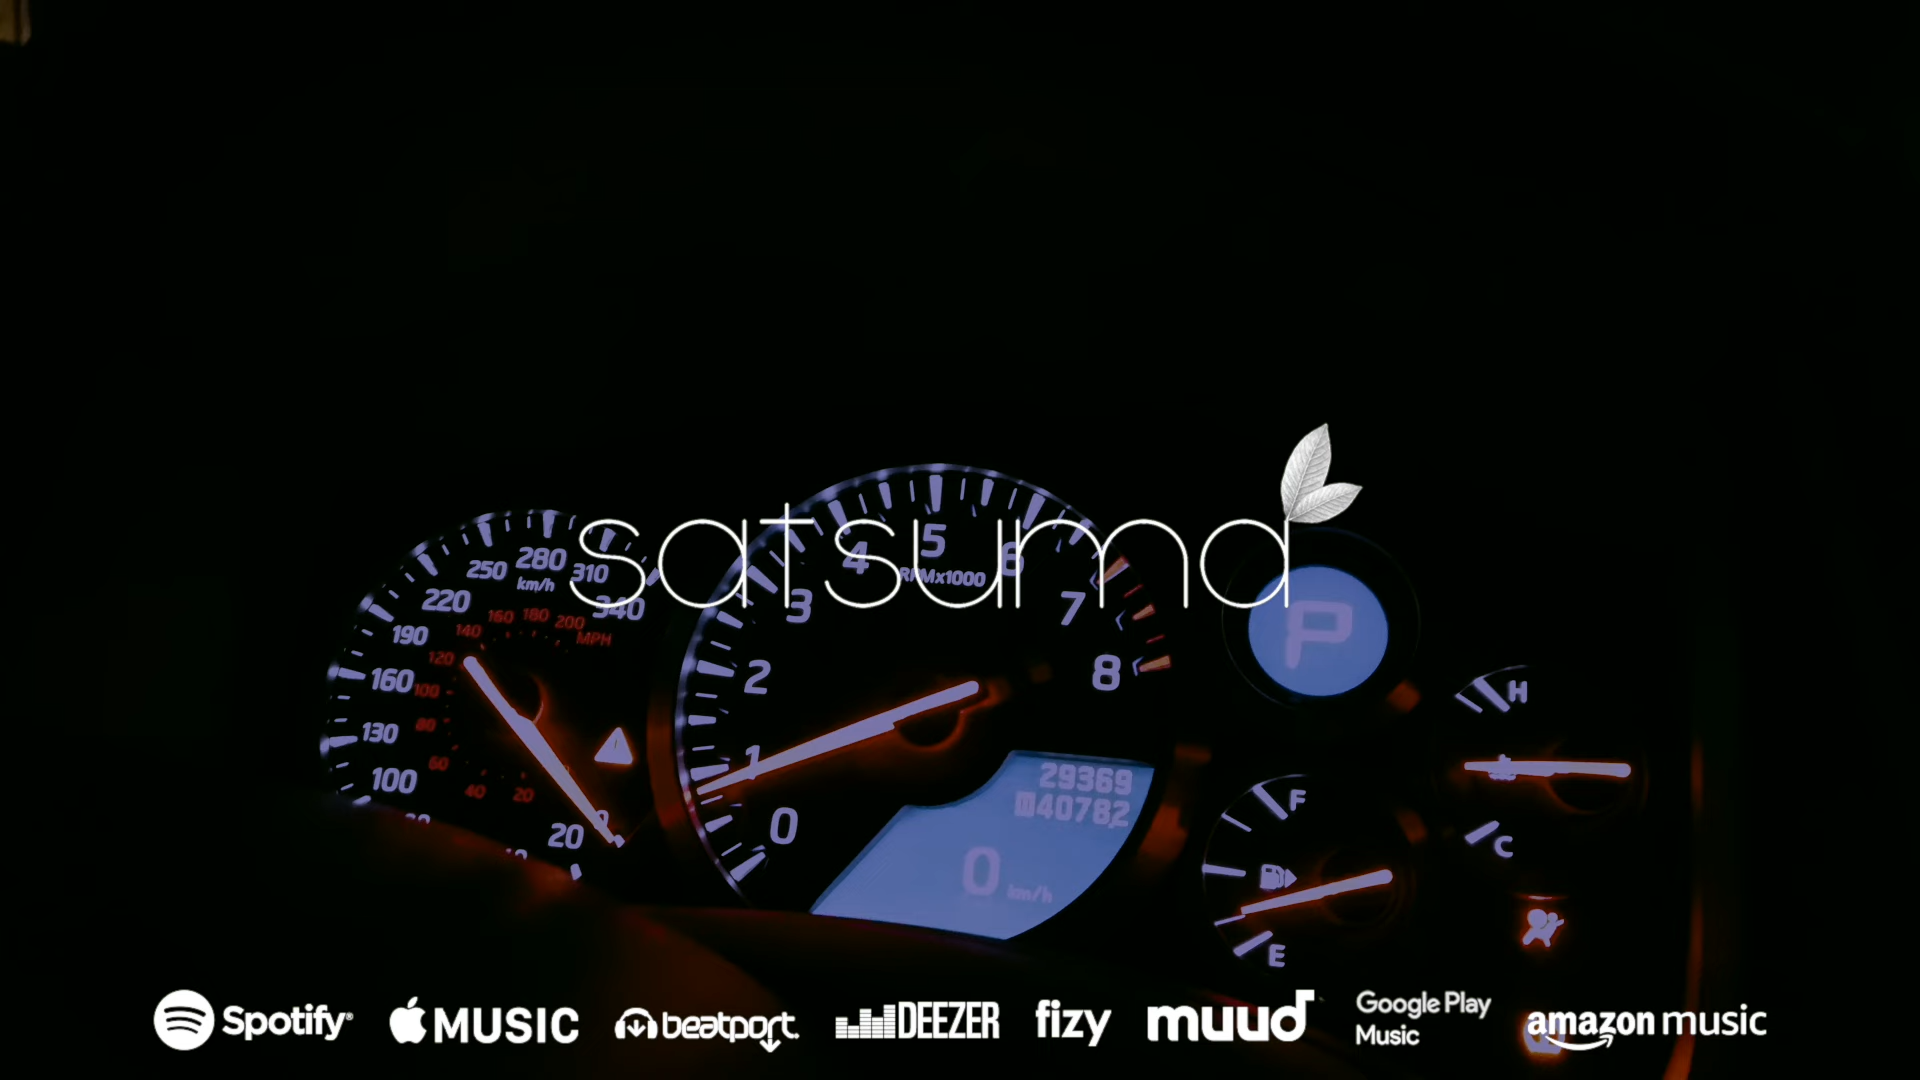 satsuma
5
4
6
280
250
310
km/h
RPMx1000
220
340
3
7
160
180
200
190
140
MPH
P
120
160
100
2
8
H
130
80
60
1
100
40
20
29369
40782
F
20
0
0
C
0 km/h
E
Spotify
MUSIC
beatport
DEEZER
fizy
muud
Google Play
Music
amazon music